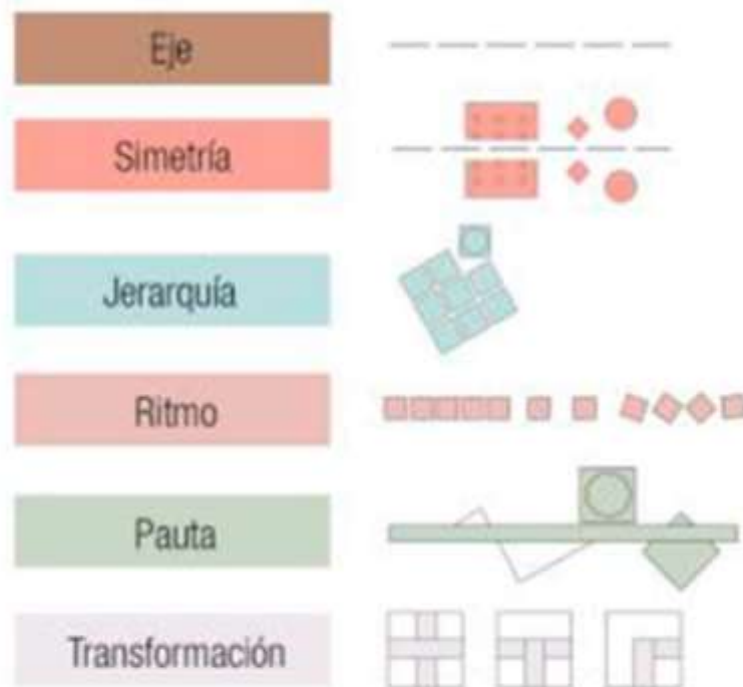 Eje
Simetría
Jerarquía
Ritmo
Pauta
Transformación